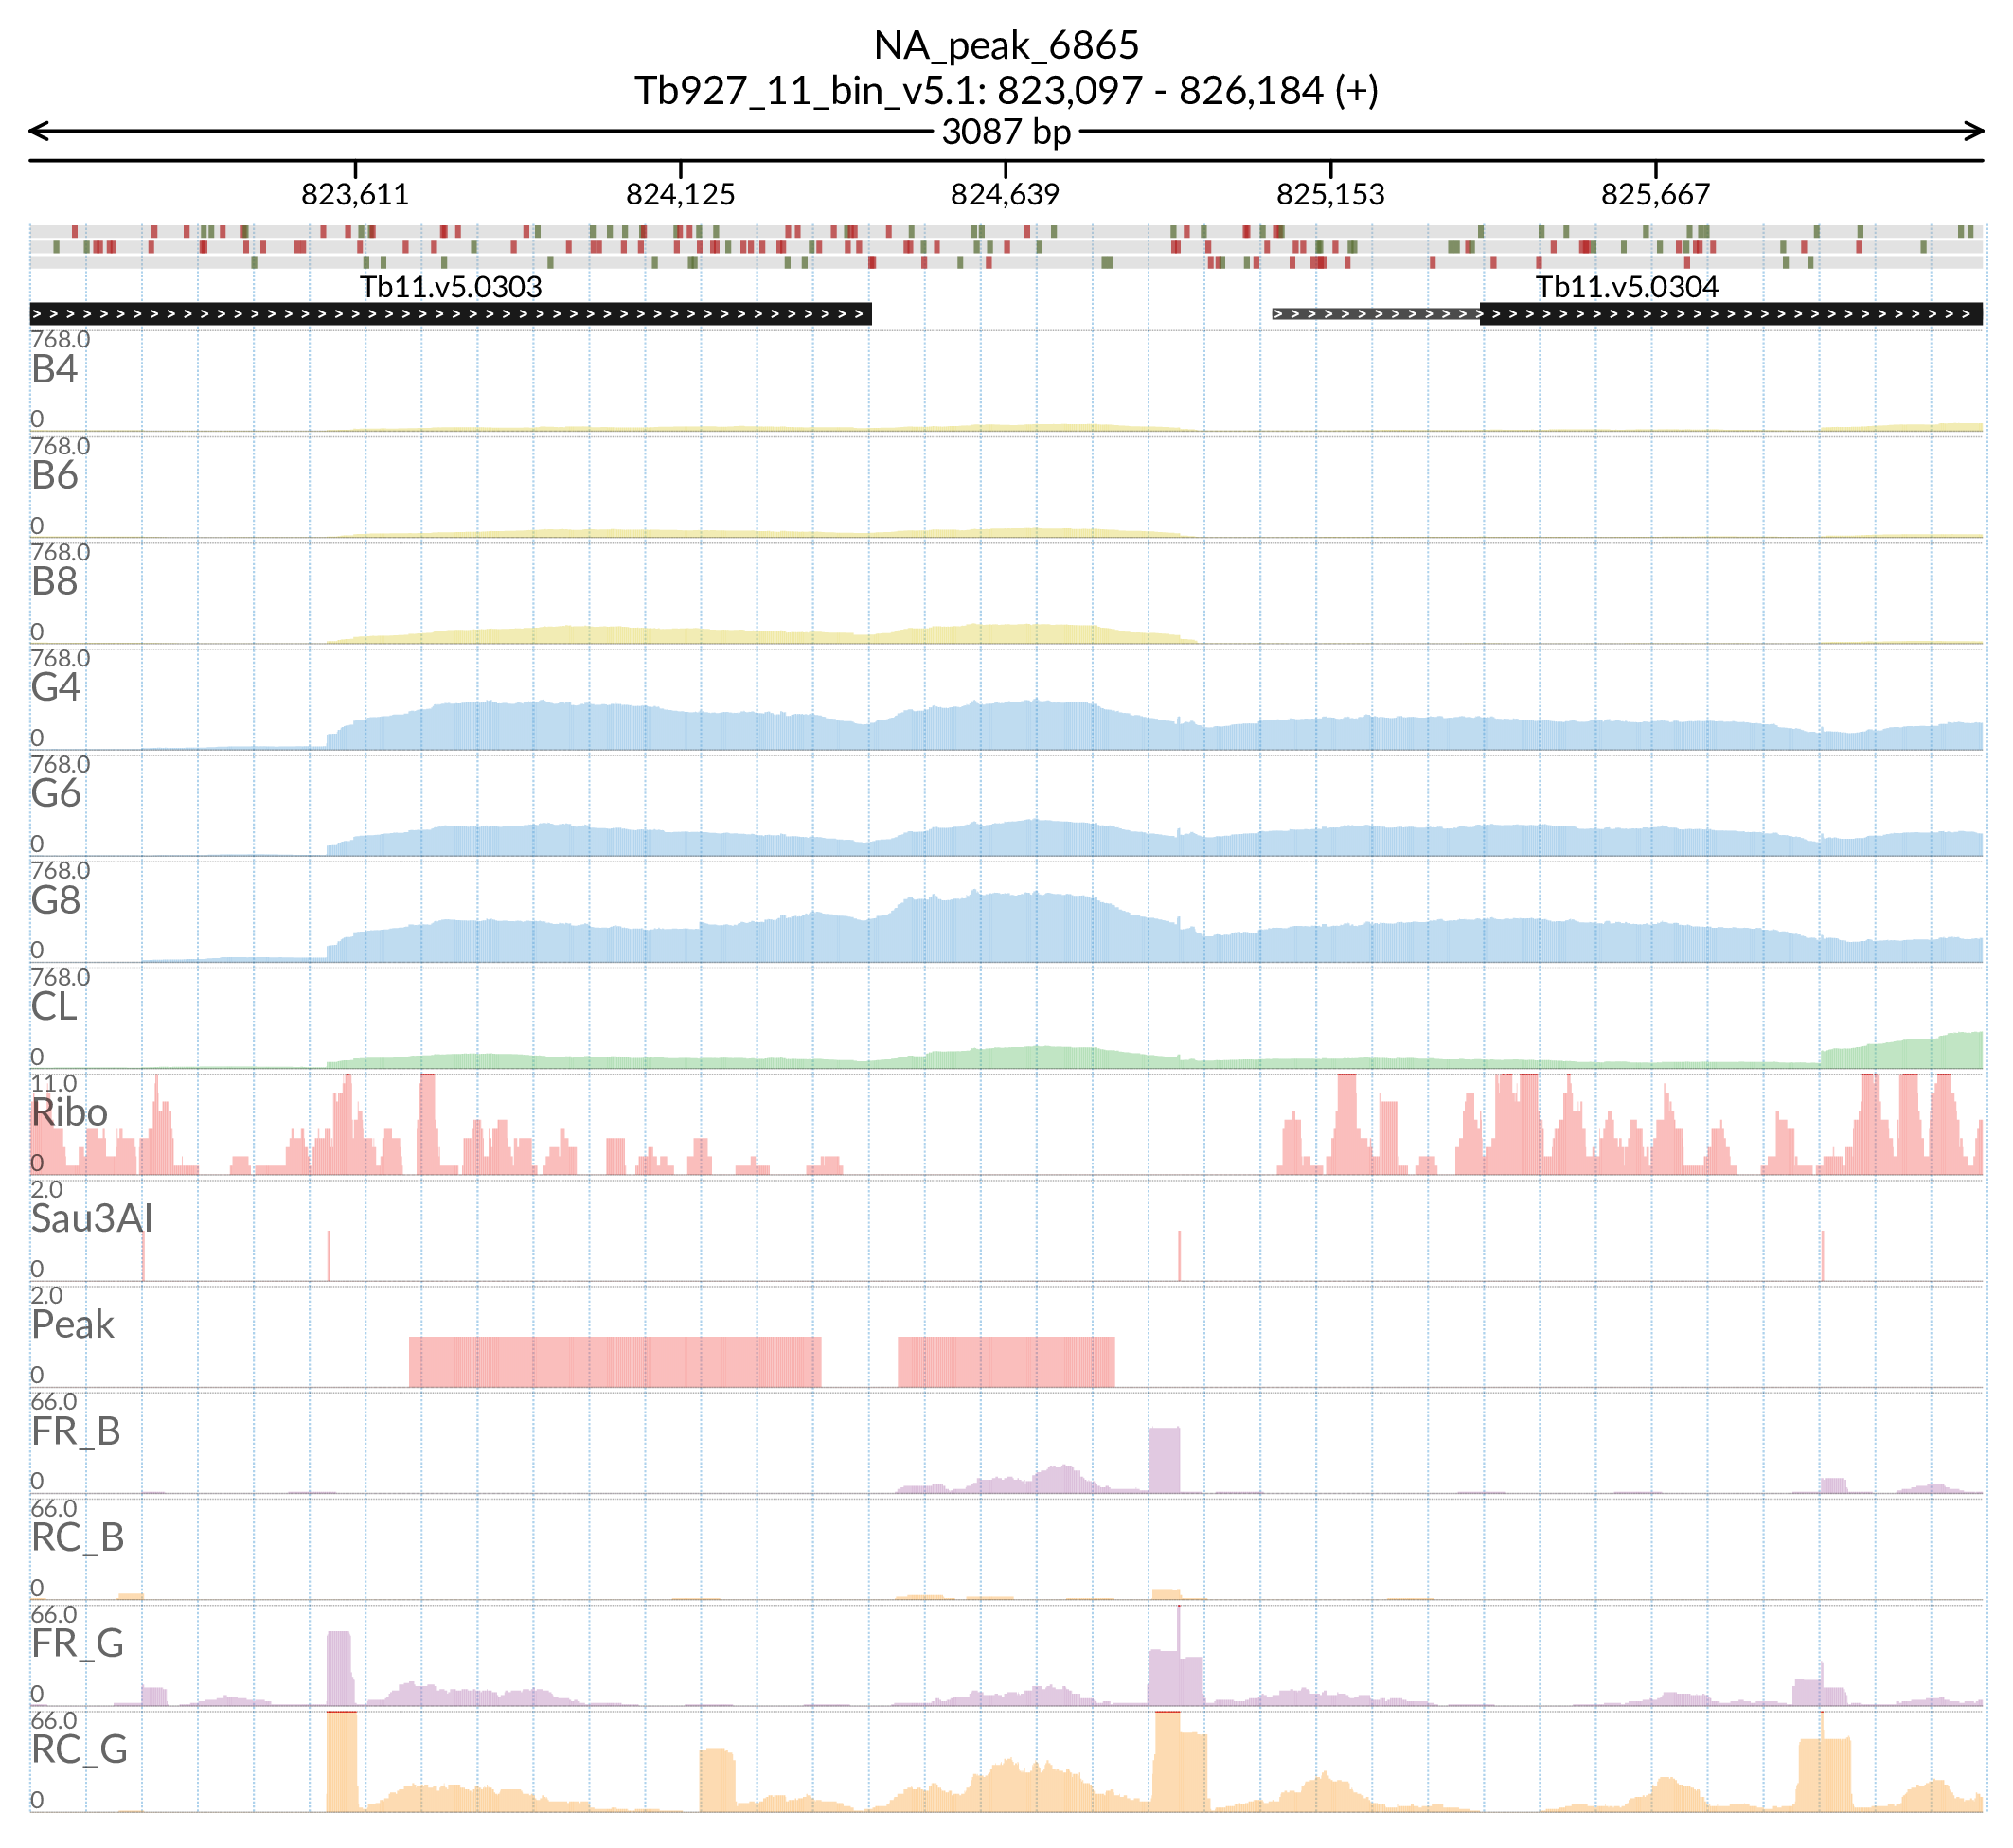 NA_peak_6865
Tb927_11_bin_v5.1: 823,097 - 826,184 (+)
3087 bp
823,611 824,125 824,639 825,153 825,667
Tb11.v5.0303 Tb11.v5.0304
768.0
B4
0
768.0
B6
0
768.0
B8
0
768.0
G4
0
768.0
G6
0
768.0
G8
0
768.0
CL
0
11.0
Ribo
0
2.0
Sau3AI
0
2.0
Peak
0
66.0
FR_B
0
66.0
RC_B
0
66.0
FR_G
0
66.0
RC_G
0